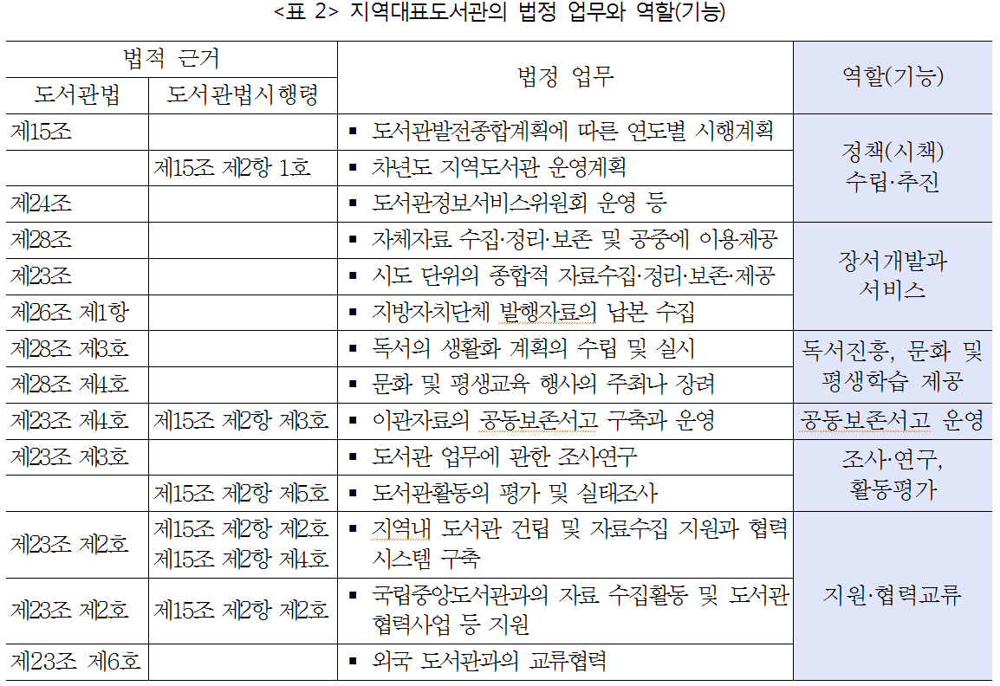 <표 2> 지역대표도서관의 법정 업무와 역할(기능)
법적 근거
법정 업무
역할(기능)
도서관법
도서관법시행령
제15조
▪ 도서관발전종합계획에 따른 연도별 시행계획
정책(시책)
수립·추진
제15조 제2항 1호
▪ 차년도 지역도서관 운영계획
제24조
▪ 도서관정보서비스위원회 운영 등
제28조
▪ 자체자료 수집·정리·보존 및 공중에 이용제공
장서개발과
서비스
제23조
▪ 시도 단위의 종합적 자료수집·정리·보존·제공
제26조 제1항
▪ 지방자치단체 발행자료의 납본 수집
제28조 제3호
▪ 독서의 생활화 계획의 수립 및 실시
독서진흥, 문화 및
평생학습 제공
제28조 제4호
▪ 문화 및 평생교육 행사의 주최나 장려
제23조 제4호
제15조 제2항 제3호
▪ 이관자료의 공동보존서고 구축과 운영
공동보존서고 운영
제23조 제3호
▪ 도서관 업무에 관한 조사연구
조사·연구,
활동평가
제15조 제2항 제5호
▪ 도서관활동의 평가 및 실태조사
제23조 제2호
제15조 제2항 제2호
제15조 제2항 제4호
▪ 지역내 도서관 건립 및 자료수집 지원과 협력
시스템 구축
지원·협력교류
제23조 제2호
제15조 제2항 제2호
▪ 국립중앙도서관과의 자료 수집활동 및 도서관
협력사업 등 지원
제23조 제6호
▪ 외국 도서관과의 교류협력